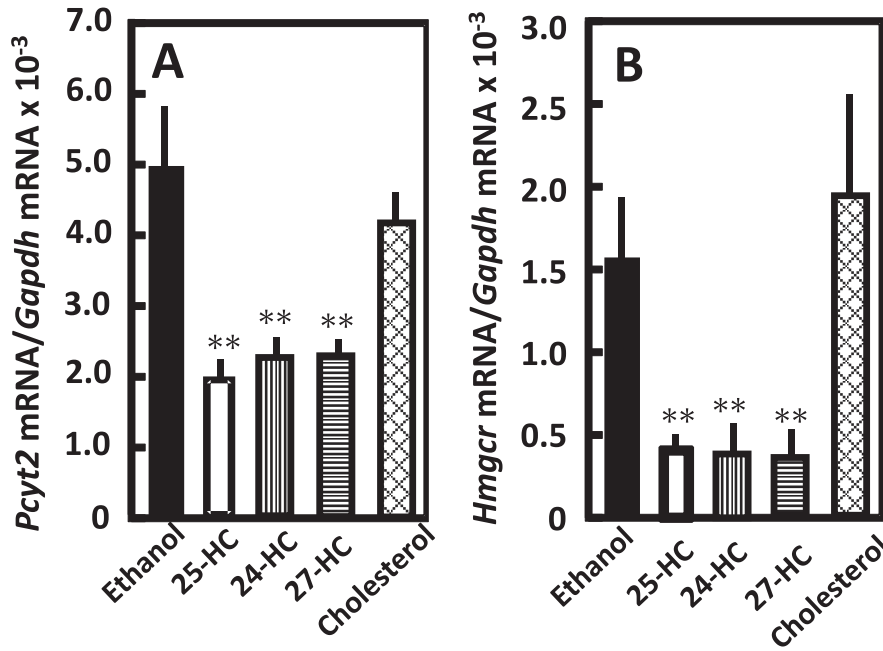 Pcyt2 mRNA/Gapdh mRNA x 10-3
7.0
6.0
5.0
4.0
3.0
2.0
1.0
0
A
**
**
**
Ethanol
25-HC
24-HC
27-HC
Cholesterol
Hmgcr mRNA/Gapdh mRNA x 10-3
3.0
2.5
2.0
1.5
1.0
0.5
0
B
**
**
**
Ethanol
25-HC
24-HC
27-HC
Cholesterol